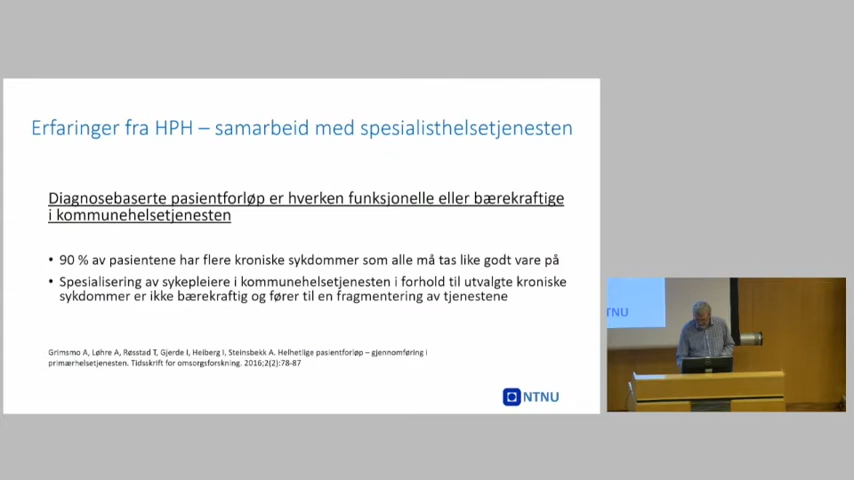 Erfaringer fra HPH – samarbeid med spesialisthelsetjenesten
Diagnosebaserte pasientforløp er hverken funksjonelle eller bærekraftige
i kommunehelsetjenesten
• 90 % av pasientene har flere kroniske sykdommer som alle må tas like godt vare på
• Spesialisering av sykepleiere i kommunehelsetjenesten i forhold til utvalgte kroniske
sykdommer er ikke bærekraftig og fører til en fragmentering av tjenestene
Grimsmo A, Løhre A, Røsstad T, Gjerde I, Heiberg I, Steinsbekk A. Helhetlige pasientforløp – gjennomføring i
primærhelsetjenesten. Tidsskrift for omsorgsforskning. 2016;2(2):78-87
NTNU
TNU